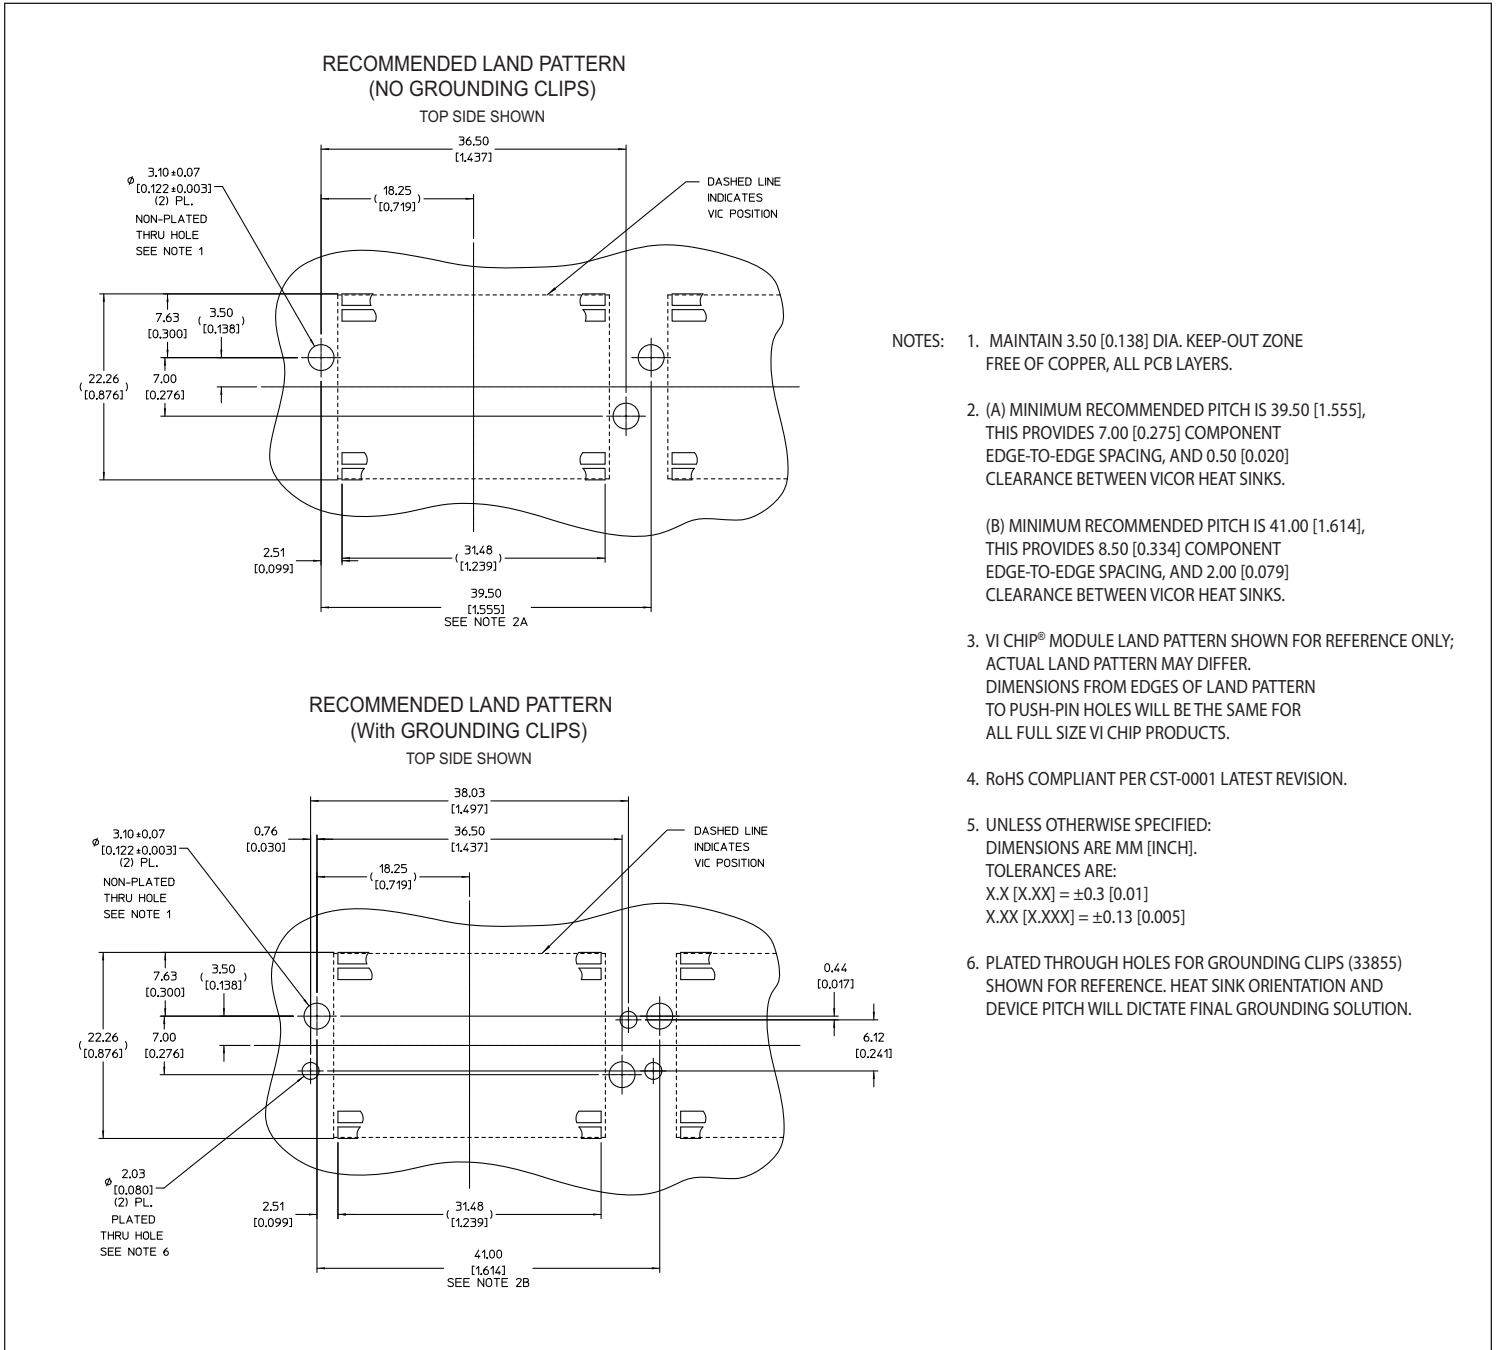 RECOMMENDED LAND PATTERN
(NO GROUNDING CLIPS)
TOP SIDE SHOWN
36.50
[1.437]
3.10 ±0.07
ø [0.122 ±0.003]
(2) PL.
NON-PLATED
THRU HOLE
SEE NOTE 1
(18.25)
[0.719]
DASHED LINE
INDICATES
VIC POSITION
7.63
[0.300]
(3.50)
[0.138]
(22.26)
[0.876]
7.00
[0.276]
2.51
[0.099]
(31.48)
[1.239]
39.50
[1.555]
SEE NOTE 2A
RECOMMENDED LAND PATTERN
(With GROUNDING CLIPS)
TOP SIDE SHOWN
38.03
[1.497]
3.10 ±0.07
ø [0.122 ±0.003]
(2) PL.
NON-PLATED
THRU HOLE
SEE NOTE 1
0.76
[0.030]
36.50
[1.437]
(18.25)
[0.719]
DASHED LINE
INDICATES
VIC POSITION
7.63
[0.300]
(3.50)
[0.138]
0.44
[0.017]
(22.26)
[0.876]
7.00
[0.276]
6.12
[0.241]
ø 2.03
[0.080]
(2) PL.
PLATED
THRU HOLE
SEE NOTE 6
2.51
[0.099]
(31.48)
[1.239]
41.00
[1.614]
SEE NOTE 2B
NOTES: 1. MAINTAIN 3.50 [0.138] DIA. KEEP-OUT ZONE
FREE OF COPPER, ALL PCB LAYERS.
2. (A) MINIMUM RECOMMENDED PITCH IS 39.50 [1.555],
THIS PROVIDES 7.00 [0.275] COMPONENT
EDGE-TO-EDGE SPACING, AND 0.50 [0.020]
CLEARANCE BETWEEN VICOR HEAT SINKS.
(B) MINIMUM RECOMMENDED PITCH IS 41.00 [1.614],
THIS PROVIDES 8.50 [0.334] COMPONENT
EDGE-TO-EDGE SPACING, AND 2.00 [0.079]
CLEARANCE BETWEEN VICOR HEAT SINKS.
3. VI CHIP® MODULE LAND PATTERN SHOWN FOR REFERENCE ONLY;
ACTUAL LAND PATTERN MAY DIFFER.
DIMENSIONS FROM EDGES OF LAND PATTERN
TO PUSH-PIN HOLES WILL BE THE SAME FOR
ALL FULL SIZE VI CHIP PRODUCTS.
4. RoHS COMPLIANT PER CST-0001 LATEST REVISION.
5. UNLESS OTHERWISE SPECIFIED:
DIMENSIONS ARE MM [INCH].
TOLERANCES ARE:
X.X [X.XX] = ±0.3 [0.01]
X.XX [X.XXX] = ±0.13 [0.005]
6. PLATED THROUGH HOLES FOR GROUNDING CLIPS (33855)
SHOWN FOR REFERENCE. HEAT SINK ORIENTATION AND
DEVICE PITCH WILL DICTATE FINAL GROUNDING SOLUTION.